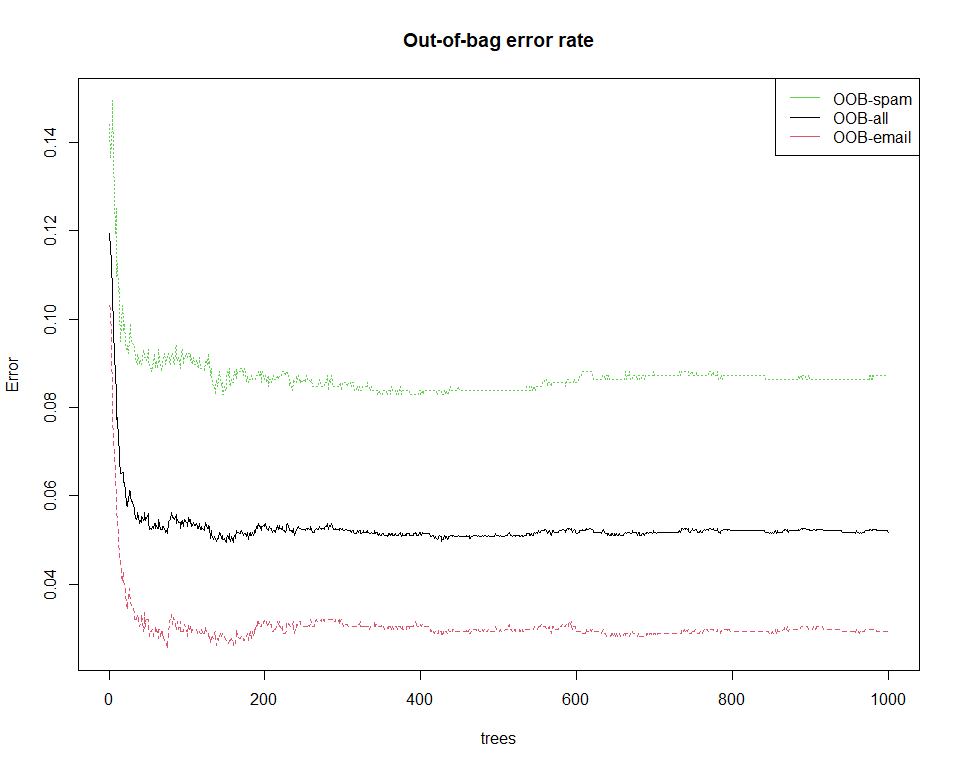 Out-of-bag error rate
OOB-spam
OOB-all
OOB-email
0.14
0.12
0.10
0.08
0.06
0.04
Error
0 200 400 600 800 1000
trees